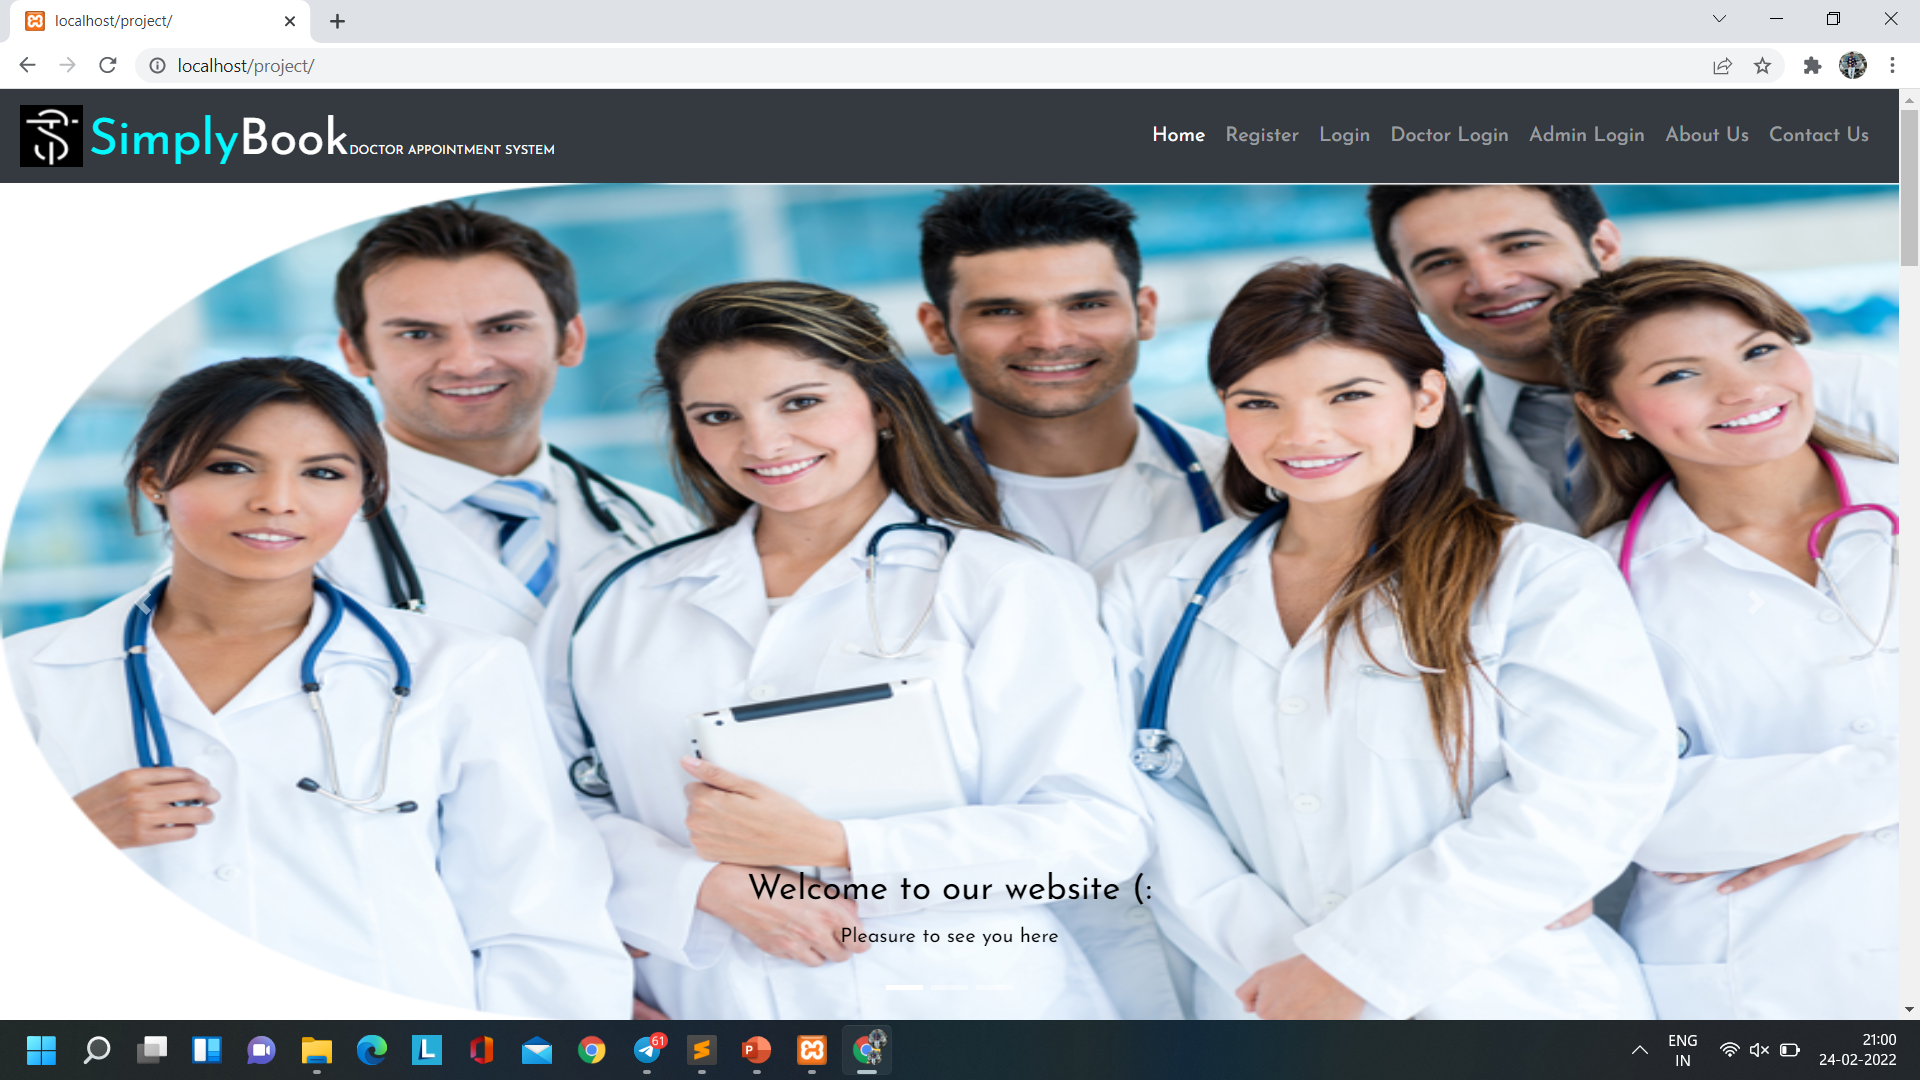 localhost/project/
localhost/project/
SimplyBook DOCTOR APPOINTMENT SYSTEM
Home Register Login Doctor Login Admin Login About Us Contact Us
Welcome to our website (:
Pleasure to see you here
61
ENG
IN
21:00
24-02-2022